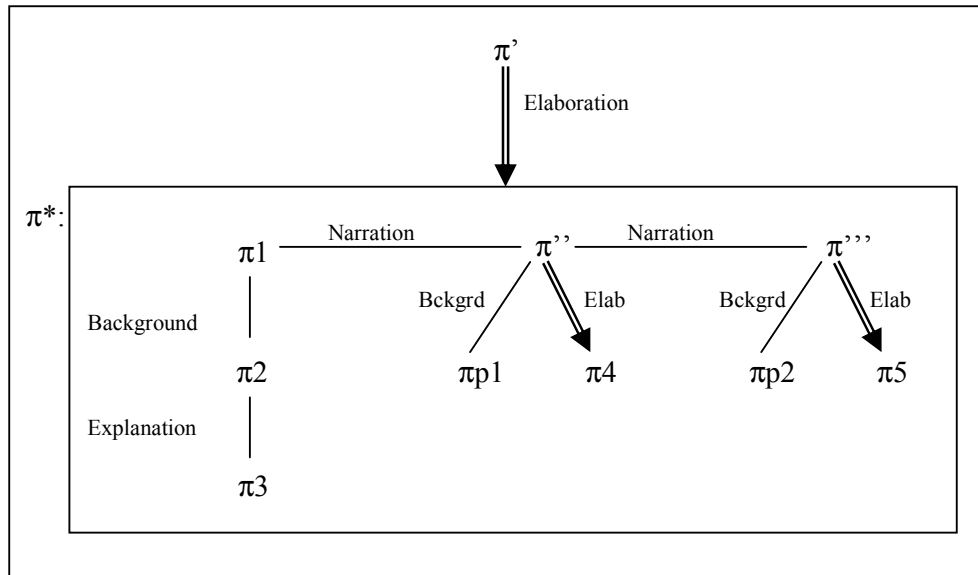 π’
Elaboration
π*:
π1 Narration π’’ Narration π’’’
Background Bckgrd Elab Bckgrd Elab
π2 πp1 π4 πp2 π5
Explanation
π3